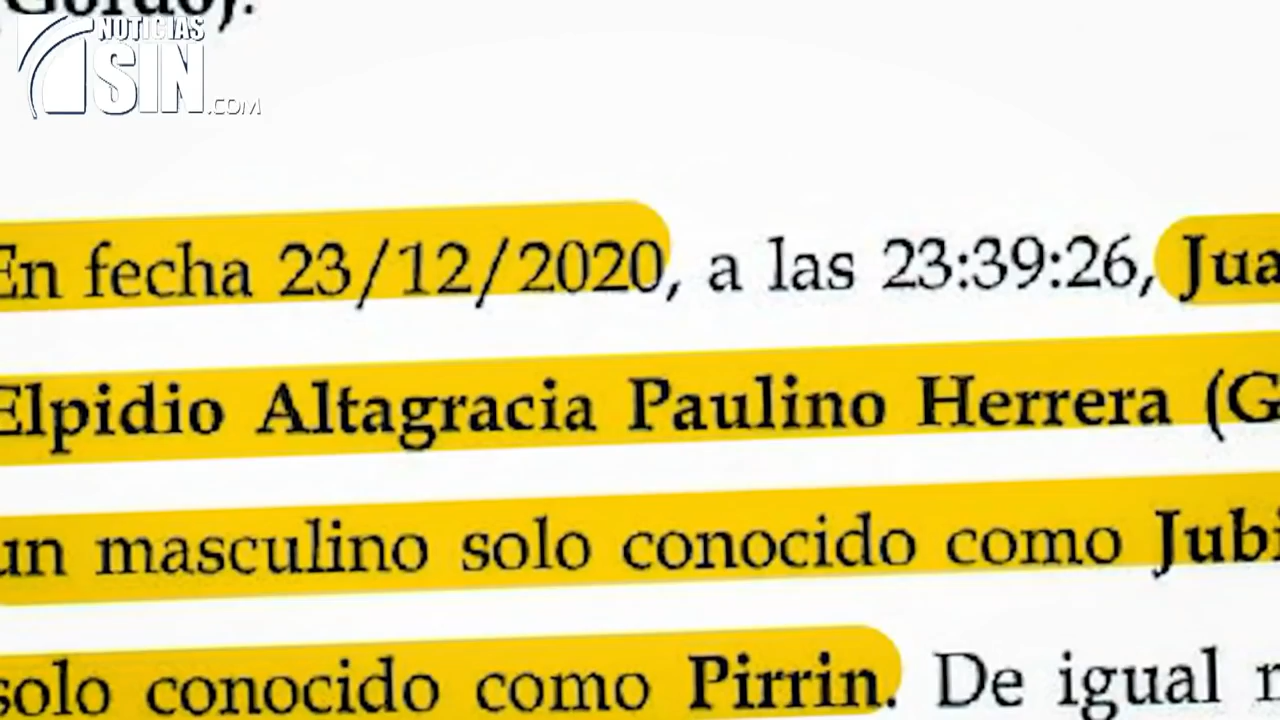 (Gordo).
NOTICIAS
SIN
.COM
En fecha 23/12/2020, a las 23:39:26,
Elpidio Altagracia Paulino Herrera
un masculino solo conocido como
solo conocido como Pirrin. De igual